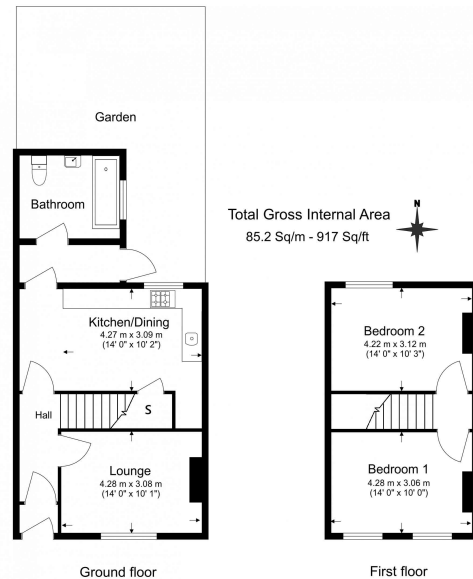 Garden
Bathroom
Total Gross Internal Area
85.2 Sq/m - 917 Sq/ft
N
Kitchen/Dining
4.27 m x 3.09 m
(14' 0" x 10' 2")
Bedroom 2
4.22 m x 3.12 m
(14' 0" x 10' 3")
Hall
S
Lounge
4.28 m x 3.08 m
(14' 0" x 10' 1")
Bedroom 1
4.28 m x 3.06 m
(14' 0" x 10' 0")
Ground floor
First floor